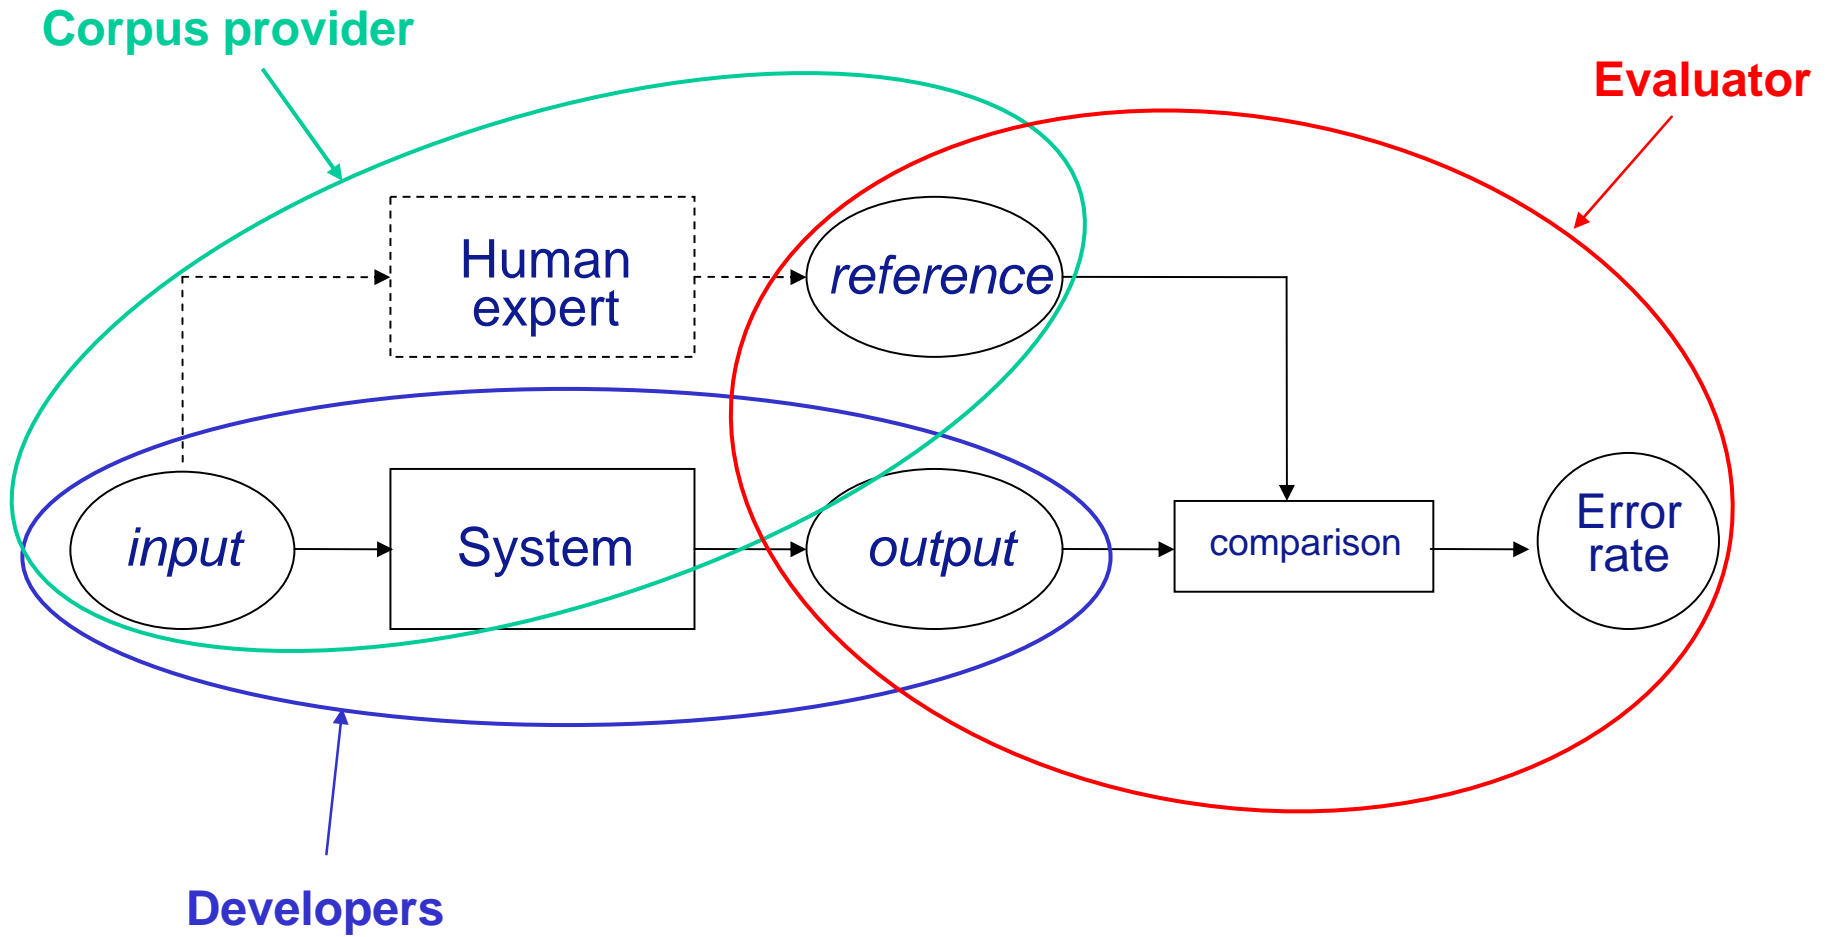 Corpus provider
Evaluator
Human
expert
reference
input
System
output
comparison
Error
rate
Developers